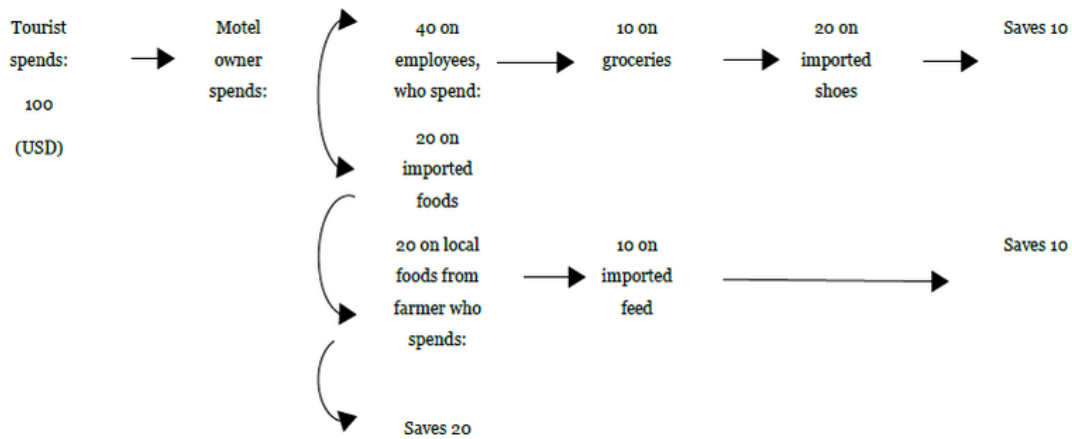 Tourist
spends:
100
(USD)
Motel
owner
spends:
40 on
employees,
who spend:
10 on
groceries
20 on
imported
shoes
Saves 10
20 on
imported
foods
20 on local
foods from
farmer who
spends:
10 on
imported
feed
Saves 10
Saves 20